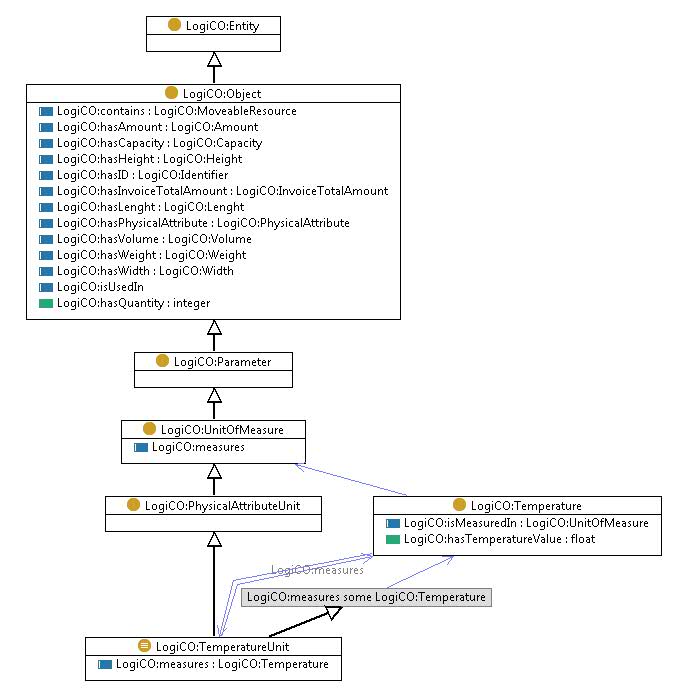 LogiCO:Entity
LogiCO:Object
LogiCO:contains : LogiCO:MoveableResource
LogiCO:hasAmount : LogiCO:Amount
LogiCO:hasCapacity : LogiCO:Capacity
LogiCO:hasHeight : LogiCO:Height
LogiCO:hasID : LogiCO:Identifier
LogiCO:hasInvoiceTotalAmount : LogiCO:InvoiceTotalAmount
LogiCO:hasLenght : LogiCO:Lenght
LogiCO:hasPhysicalAttribute : LogiCO:PhysicalAttribute
LogiCO:hasVolume : LogiCO:Volume
LogiCO:hasWeight : LogiCO:Weight
LogiCO:hasWidth : LogiCO:Width
LogiCO:isUsedIn
LogiCO:hasQuantity : integer
LogiCO:Parameter
LogiCO:UnitOfMeasure
LogiCO:measures
LogiCO:PhysicalAttributeUnit
LogiCO:Temperature
LogiCO:isMeasuredIn : LogiCO:UnitOfMeasure
LogiCO:hasTemperatureValue : float
LogiCO:measures
LogiCO:measures some LogiCO:Temperature
LogiCO:TemperatureUnit
LogiCO:measures : LogiCO:Temperature